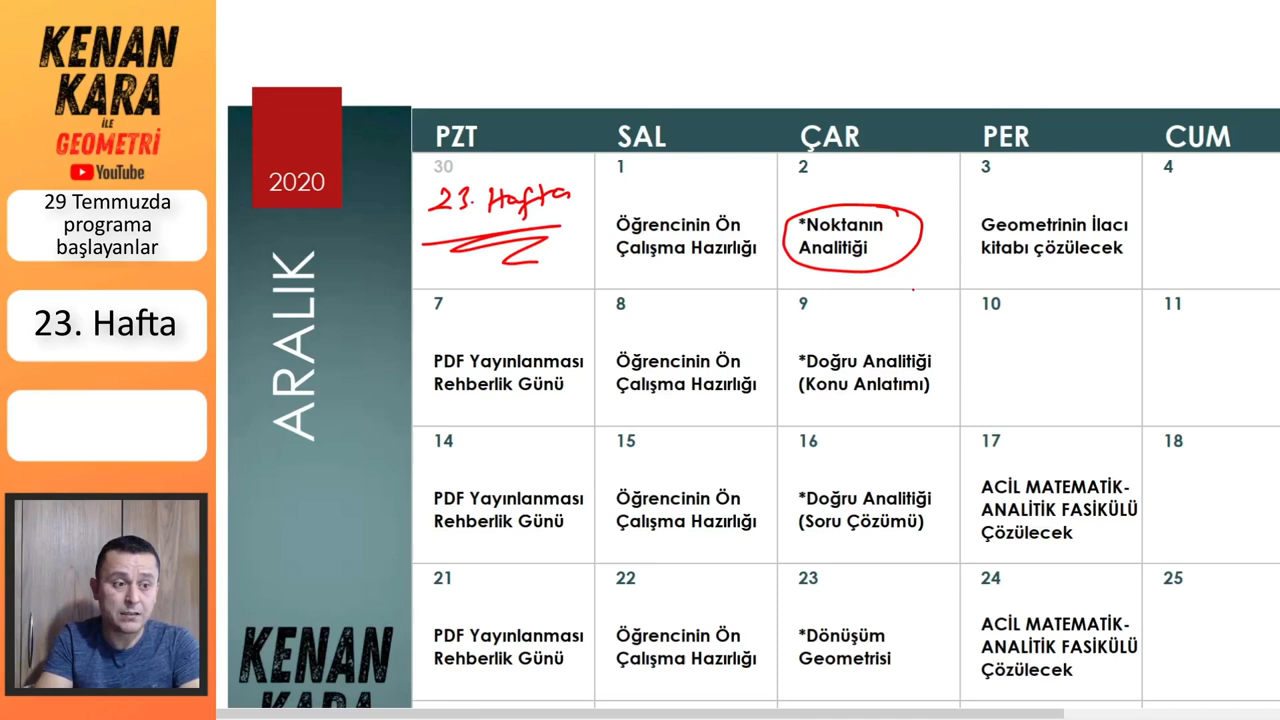 KENAN
KARA
İLE
GEOMETRİ
YouTube
29 Temmuzda
programa
başlayanlar
23. Hafta
2020
ARALIK
KENAN
KARA
PZT SAL ÇAR PER CUM
30 1 2 3 4
23. Hafta
Öğrencinin Ön
Çalışma Hazırlığı
*Noktanın
Analitiği
Geometrinin İlacı
kitabı çözülecek
7 8 9 10 11
PDF Yayınlanması
Rehberlik Günü
Öğrencinin Ön
Çalışma Hazırlığı
*Doğru Analitiği
(Konu Anlatımı)
14 15 16 17 18
PDF Yayınlanması
Rehberlik Günü
Öğrencinin Ön
Çalışma Hazırlığı
*Doğru Analitiği
(Soru Çözümü)
ACİL MATEMATİK-
ANALİTİK FASİKÜLÜ
Çözülecek
21 22 23 24 25
PDF Yayınlanması
Rehberlik Günü
Öğrencinin Ön
Çalışma Hazırlığı
*Dönüşüm
Geometrisi
ACİL MATEMATİK-
ANALİTİK FASİKÜLÜ
Çözülecek